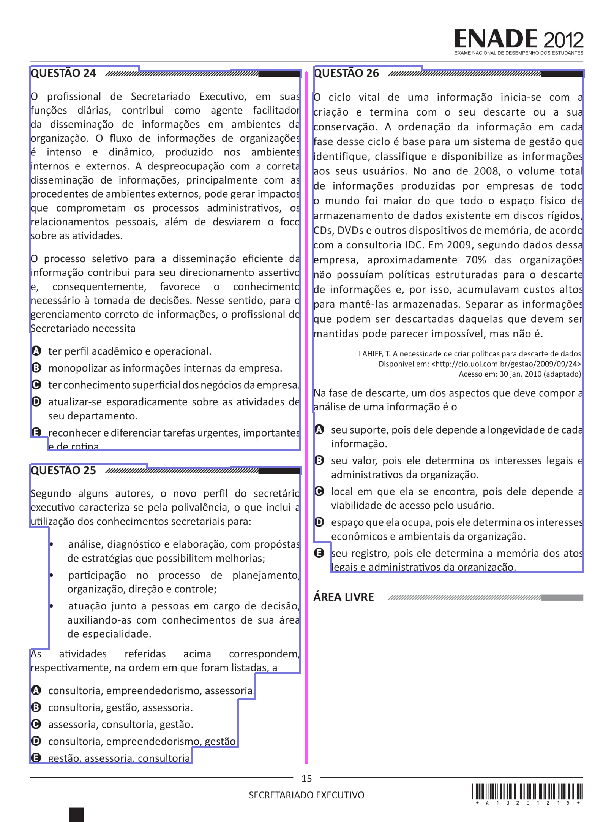 ENADE 2012
EXAME NACIONAL DE DESEMPENHO DOS ESTUDANTES
QUESTÃO 24
O profissional de Secretariado Executivo, em suas
funções diárias, contribui como agente facilitador
da disseminação de informações em ambientes da
organização. O fluxo de informações de organizações
é intenso e dinâmico, produzido nos ambientes
internos e externos. A despreocupação com a correta
disseminação de informações, principalmente com as
procedentes de ambientes externos, pode gerar impactos
que comprometam os processos administrativos, os
relacionamentos pessoais, além de desviarem o foco
sobre as atividades.
O processo seletivo para a disseminação eficiente da
informação contribui para seu direcionamento assertivo
e, consequentemente, favorece o conhecimento
necessário à tomada de decisões. Nesse sentido, para o
gerenciamento correto de informações, o profissional de
Secretariado necessita
A ter perfil acadêmico e operacional.
B monopolizar as informações internas da empresa.
C ter conhecimento superficial dos negócios da empresa.
D atualizar-se esporadicamente sobre as atividades de
seu departamento.
E reconhecer e diferenciar tarefas urgentes, importantes
e de rotina.
QUESTÃO 25
Segundo alguns autores, o novo perfil do secretário
executivo caracteriza-se pela polivalência, o que inclui a
utilização dos conhecimentos secretariais para:
• análise, diagnóstico e elaboração, com propostas
de estratégias que possibilitem melhorias;
• participação no processo de planejamento,
organização, direção e controle;
• atuação junto a pessoas em cargo de decisão,
auxiliando-as com conhecimentos de sua área
de especialidade.
As atividades referidas acima correspondem,
respectivamente, na ordem em que foram listadas, a
A consultoria, empreendedorismo, assessoria.
B consultoria, gestão, assessoria.
C assessoria, consultoria, gestão.
D consultoria, empreendedorismo, gestão.
E gestão, assessoria, consultoria.
QUESTÃO 26
O ciclo vital de uma informação inicia-se com a
criação e termina com o seu descarte ou a sua
conservação. A ordenação da informação em cada
fase desse ciclo é base para um sistema de gestão que
identifique, classifique e disponibilize as informações
aos seus usuários. No ano de 2008, o volume total
de informações produzidas por empresas de todo
o mundo foi maior do que todo o espaço físico de
armazenamento de dados existente em discos rígidos,
CDs, DVDs e outros dispositivos de memória, de acordo
com a consultoria IDC. Em 2009, segundo dados dessa
empresa, aproximadamente 70% das organizações
não possuíam políticas estruturadas para o descarte
de informações e, por isso, acumulavam custos altos
para mantê-las armazenadas. Separar as informações
que podem ser descartadas daquelas que devem ser
mantidas pode parecer impossível, mas não é.
LAHIFF, T. A necessidade de criar políticas para descarte de dados.
Disponível em: <http://cio.uol.com.br/gestao/2009/09/24>
Acesso em: 30 jan. 2010 (adaptado)
Na fase de descarte, um dos aspectos que deve compor a
análise de uma informação é o
A seu suporte, pois dele depende a longevidade de cada
informação.
B seu valor, pois ele determina os interesses legais e
administrativos da organização.
C local em que ela se encontra, pois dele depende a
viabilidade de acesso pelo usuário.
D espaço que ela ocupa, pois ele determina os interesses
econômicos e ambientais da organização.
E seu registro, pois ele determina a memória dos atos
legais e administrativos da organização.
ÁREA LIVRE
15
SECRETARIADO EXECUTIVO